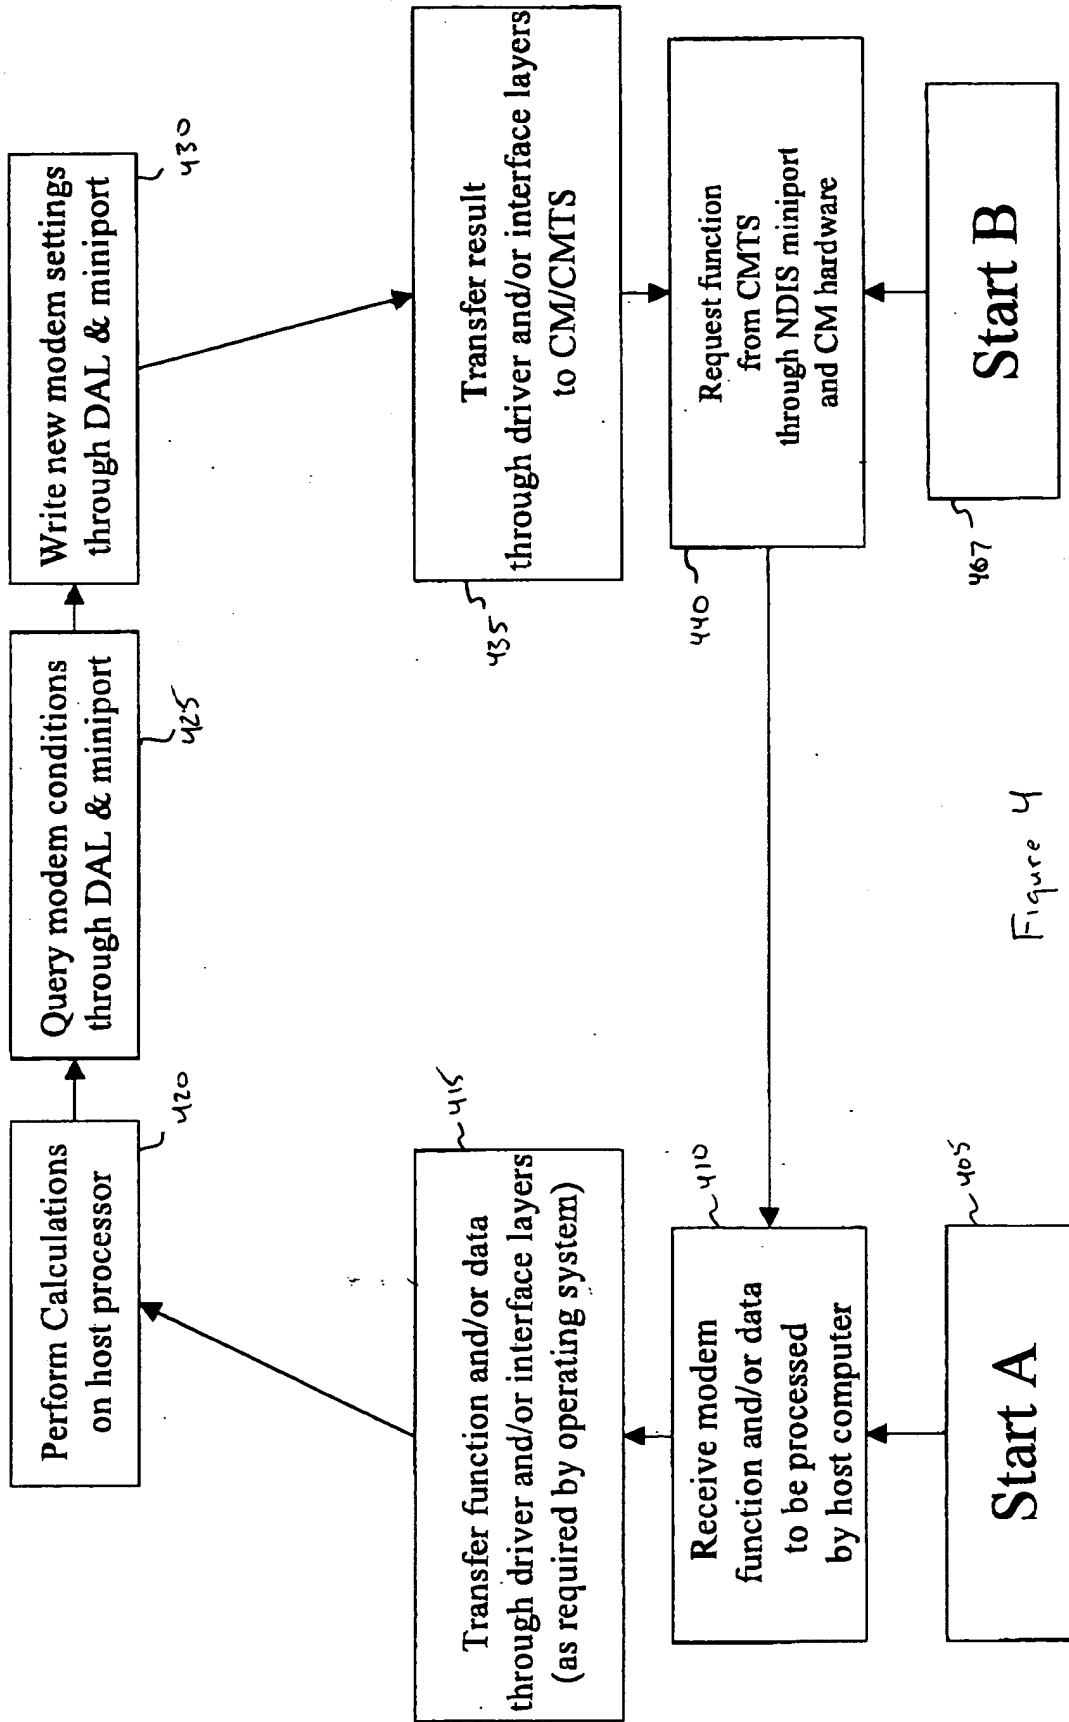 Perform Calculations
on host processor
420
Query modem conditions
through DAL & miniport
425
Write new modem settings
through DAL & miniport
430
Transfer function and/or data
through driver and/or interface layers
(as required by operating system)
415
Transfer result
through driver and/or interface layers
to CM/CMTS
435
Receive modem
function and/or data
to be processed
by host computer
410
Request function
from CMTS
through NDIS miniport
and CM hardware
440
Start A
405
Start B
467
Figure 4